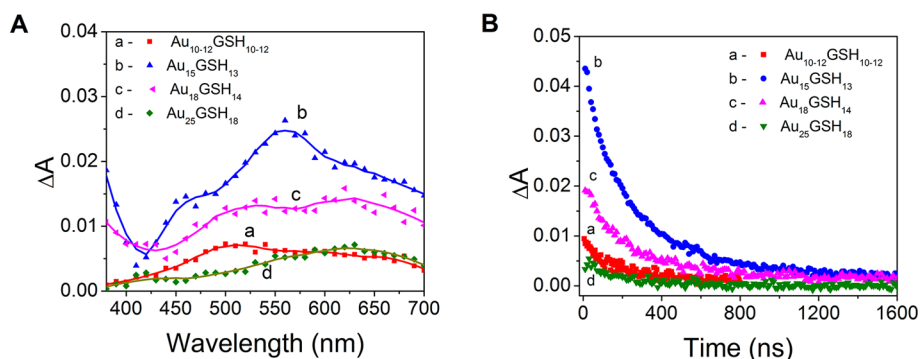 A
0.04
0.03
0.02
0.01
0.00
ΔA
a - Au10-12GSH10-12
b - Au15GSH13
c - Au18GSH14
d - Au25GSH18
b
c
a
d
400 450 500 550 600 650 700
Wavelength (nm)
B
0.05
0.04
0.03
0.02
0.01
0.00
ΔA
a - Au10-12GSH10-12
b - Au15GSH13
c - Au18GSH14
d - Au25GSH18
b
c
a
d
0 400 800 1200 1600
Time (ns)